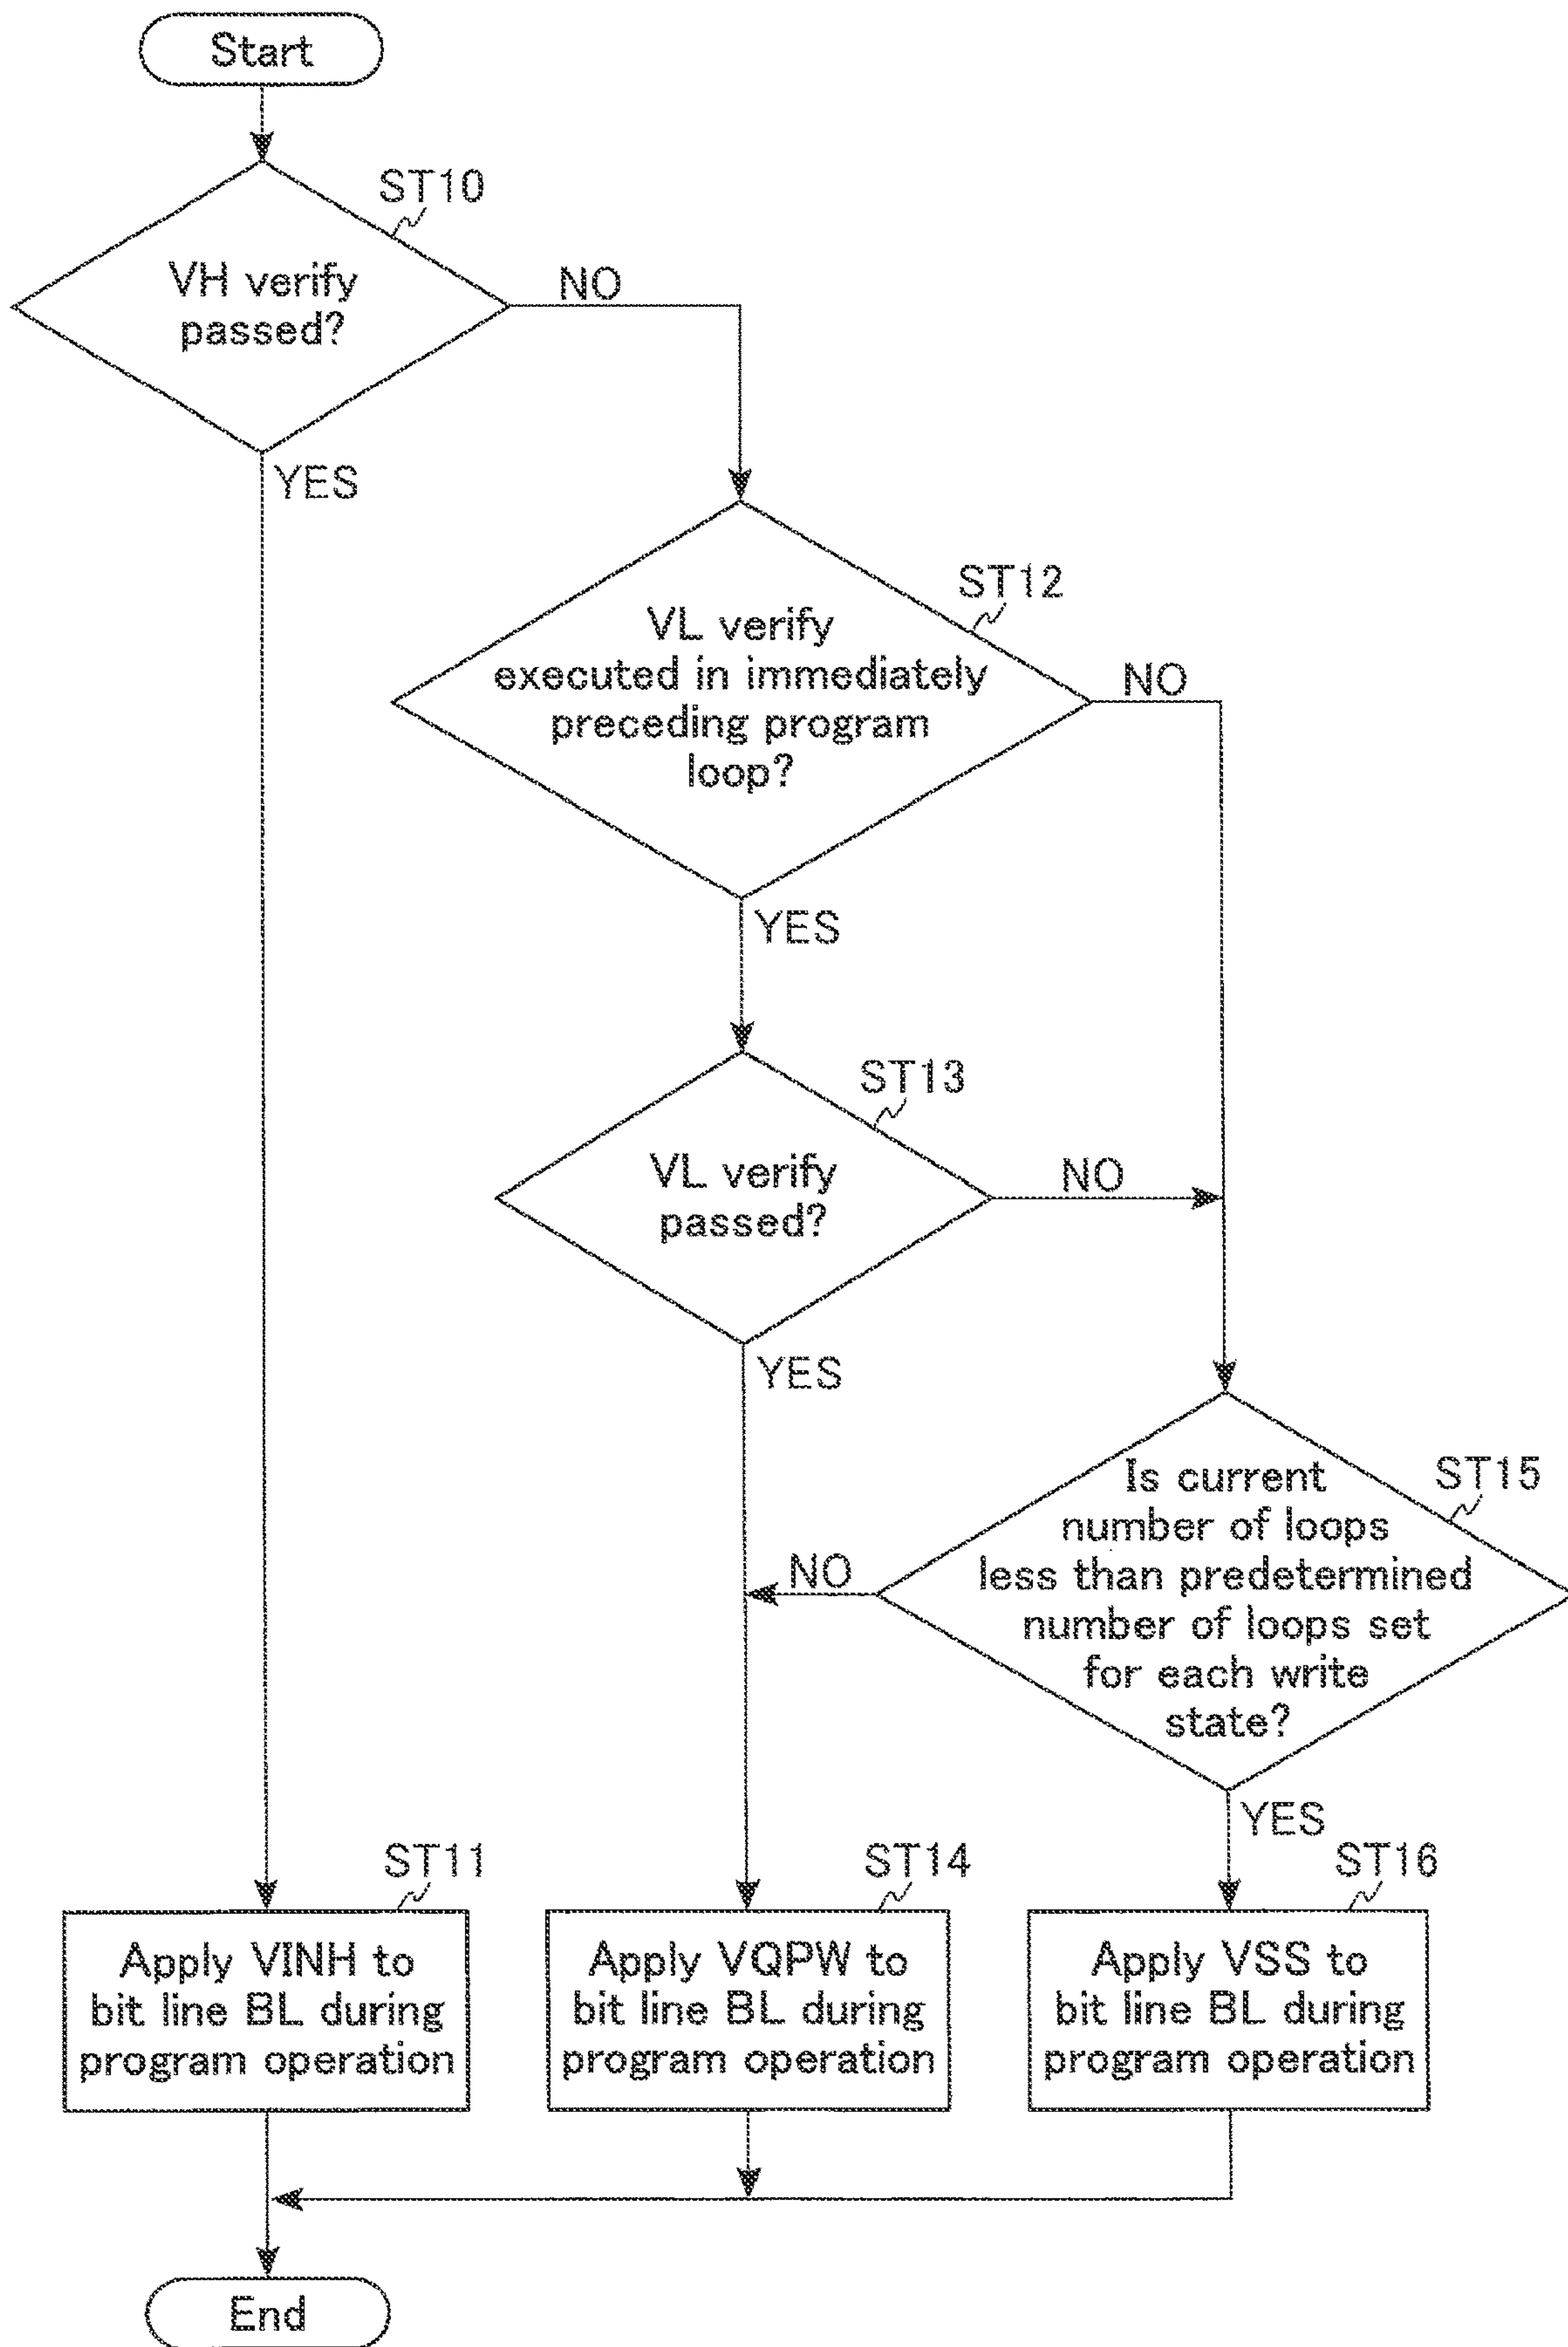 Start
ST10
VH verify
passed?
NO
YES
ST12
VL verify
executed in immediately
preceding program
loop?
NO
YES
ST13
VL verify
passed?
NO
YES
ST15
Is current
number of loops
less than predetermined
number of loops set
for each write
state?
NO
YES
ST11
Apply VINH to
bit line BL during
program operation
ST14
Apply VQPW to
bit line BL during
program operation
ST16
Apply VSS to
bit line BL during
program operation
End